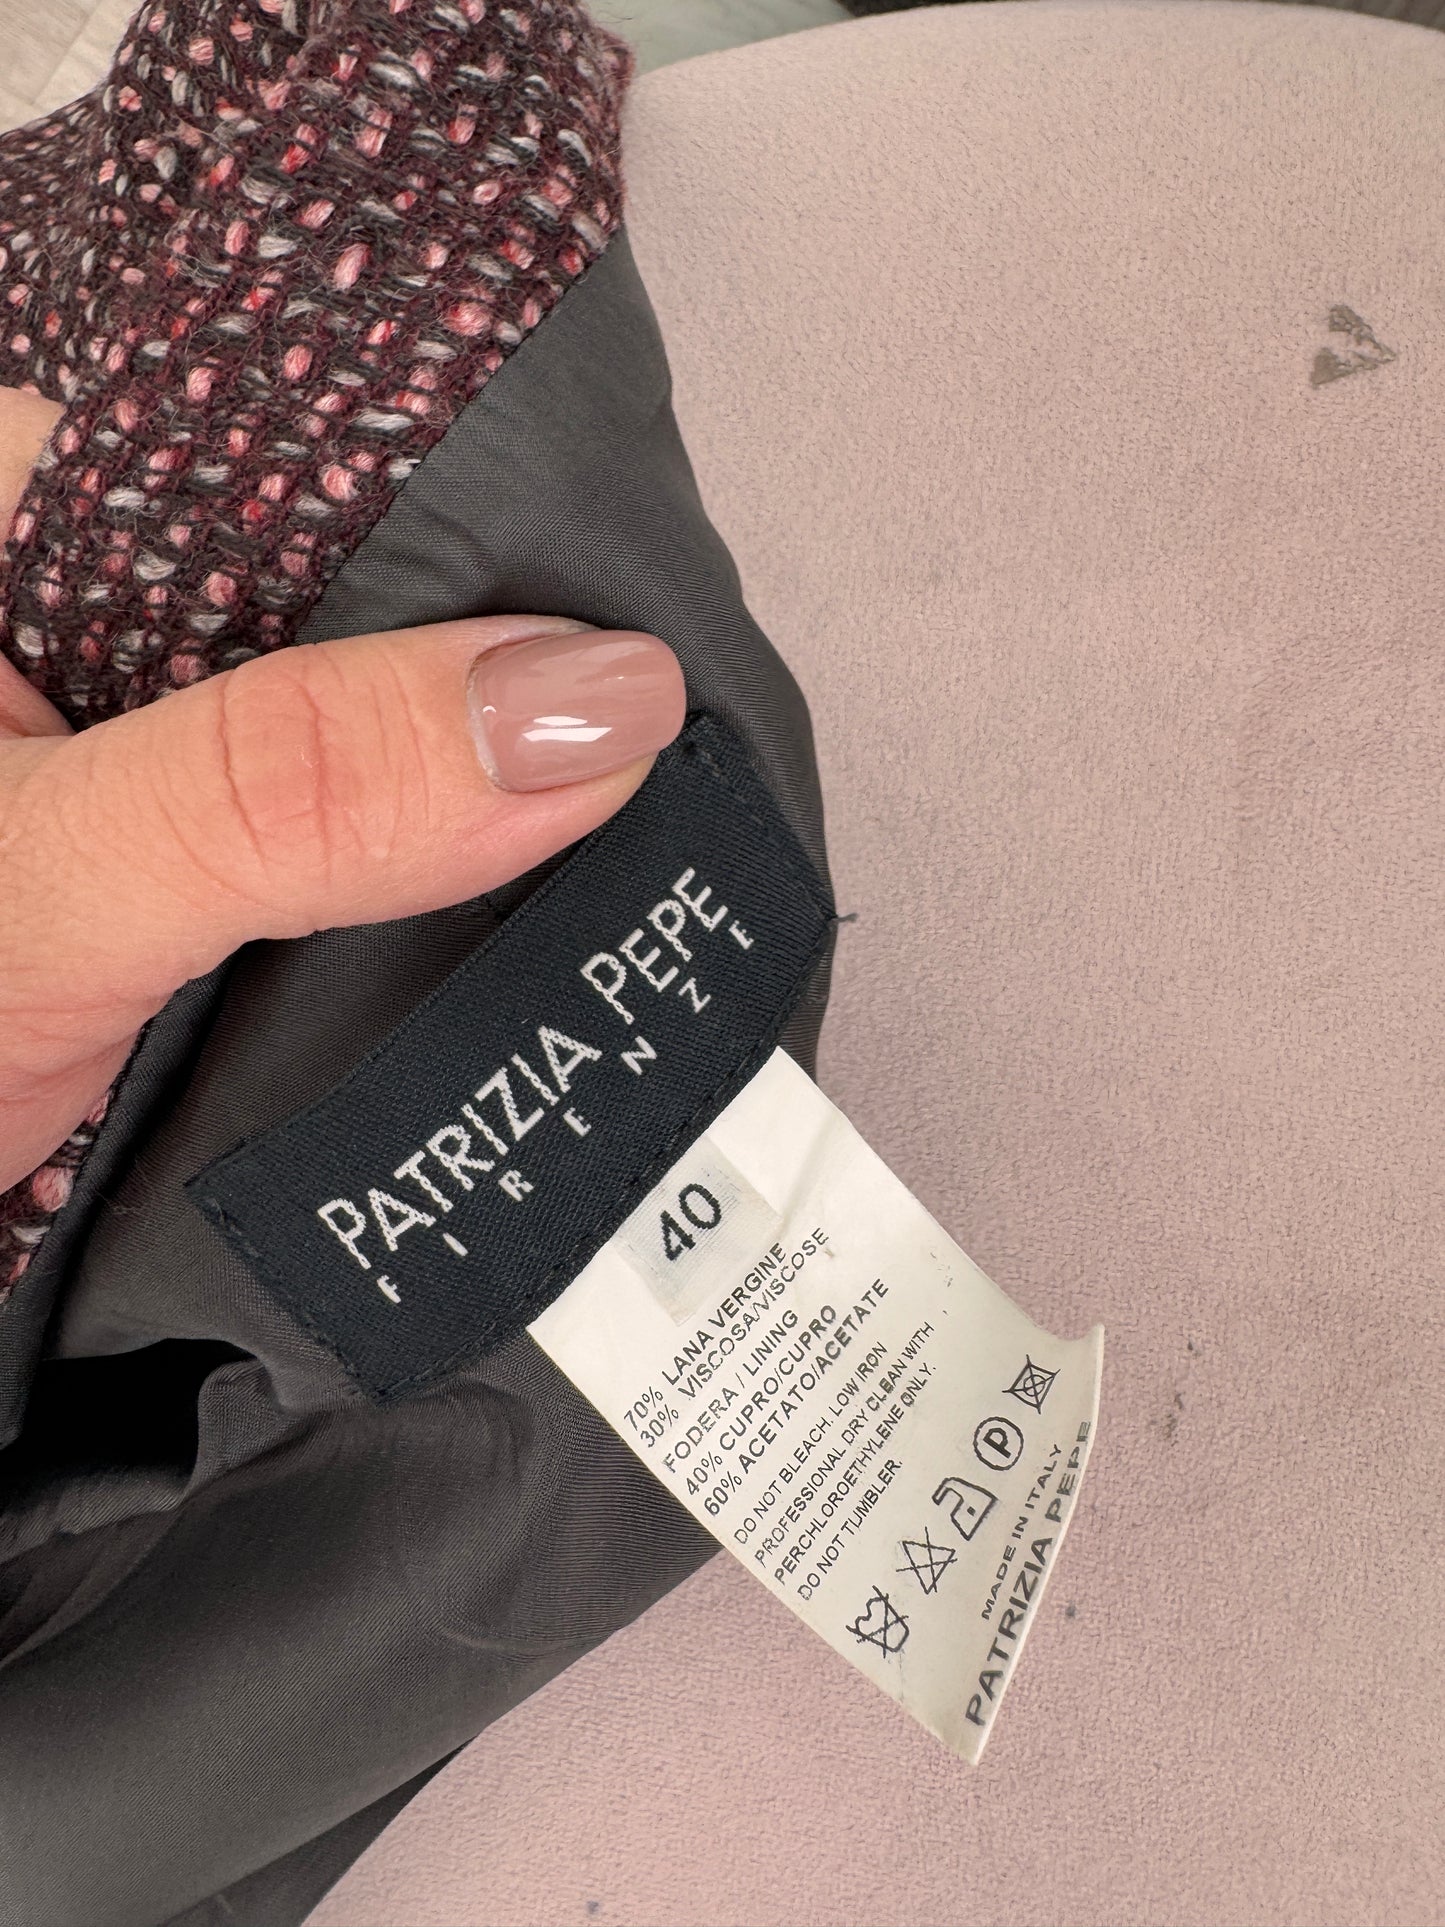 PATRIZIA PEPE
FIRENZE
40
70% LANA VERGINE
30% VISCOSA/VISCOSE
FODERA / LINING
40% CUPRO/CUPRO
60% ACETATO/ACETATE
DO NOT BLEACH. LOW IRON
PROFESSIONAL DRY CLEAN WITH
PERCHLOROETHYLENE ONLY.
DO NOT TUMBLER.
P
MADE IN ITALY
PATRIZIA PEPE